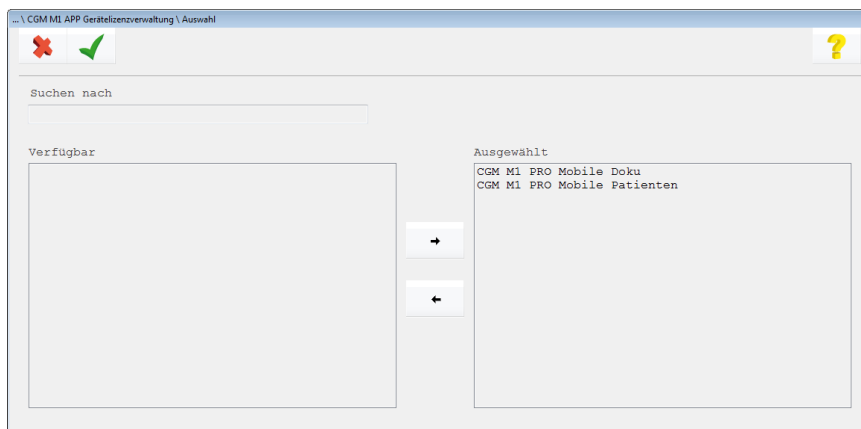 ... \ CGM M1 APP Gerätelizenzverwaltung \ Auswahl
Suchen nach
Verfügbar
Ausgewählt
CGM M1 PRO Mobile Doku
CGM M1 PRO Mobile Patienten